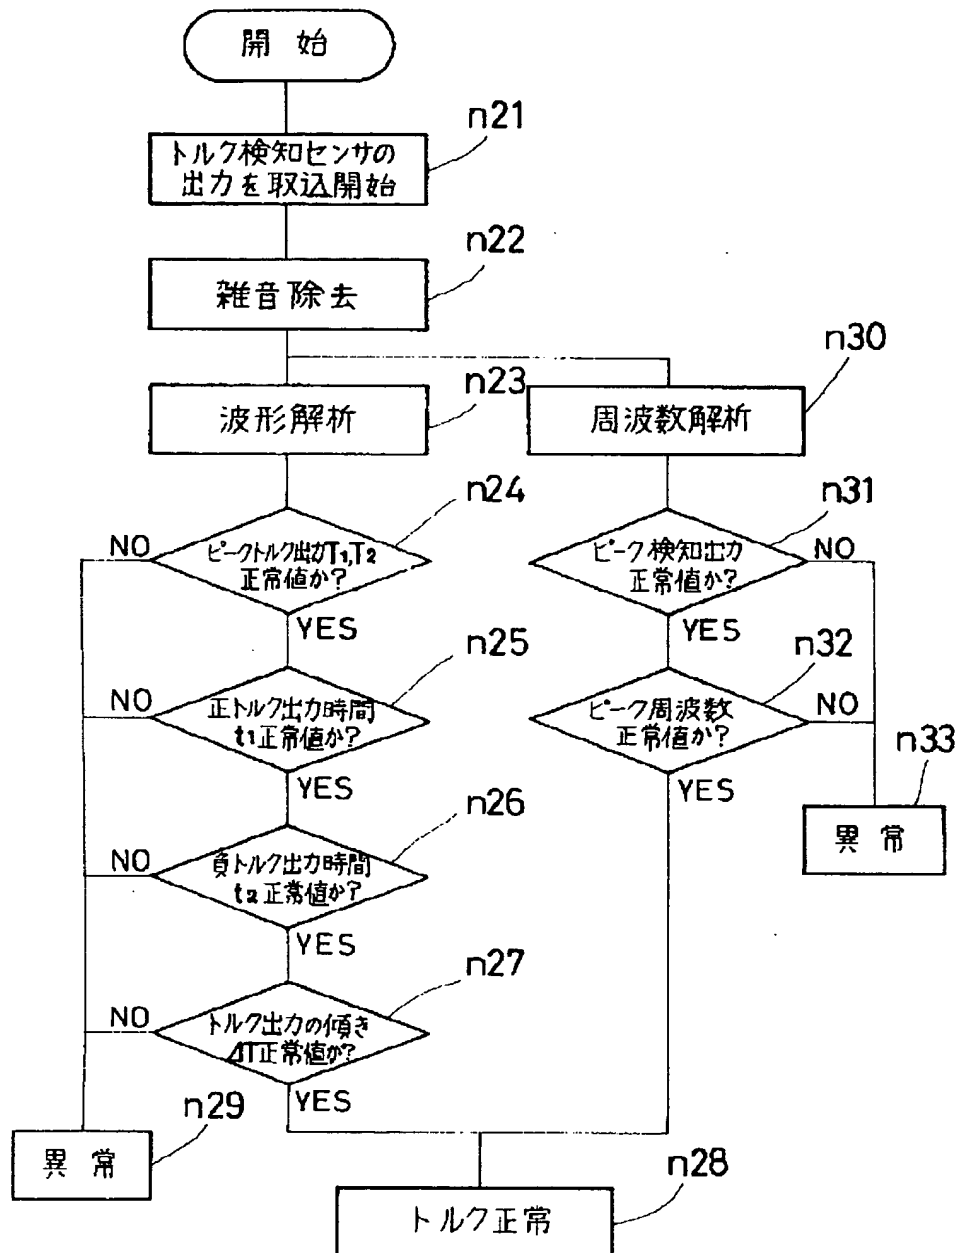 開始
n21
トルク検知センサの
出力を取込開始
n22
雑音除去
n30
n23
波形解析
周波数解析
n24
n31
NO
ピークトルク出力T1,T2
正常値か?
YES
ピーク検知出力
正常値か?
NO
YES
n25
n32
NO
正トルク出力時間
t1正常値か?
YES
ピーク周波数
正常値か?
NO
YES
n33
異常
n26
NO
負トルク出力時間
t2正常値か?
YES
n27
NO
トルク出力の傾き
ΔT正常値か?
YES
n29
異常
n28
トルク正常